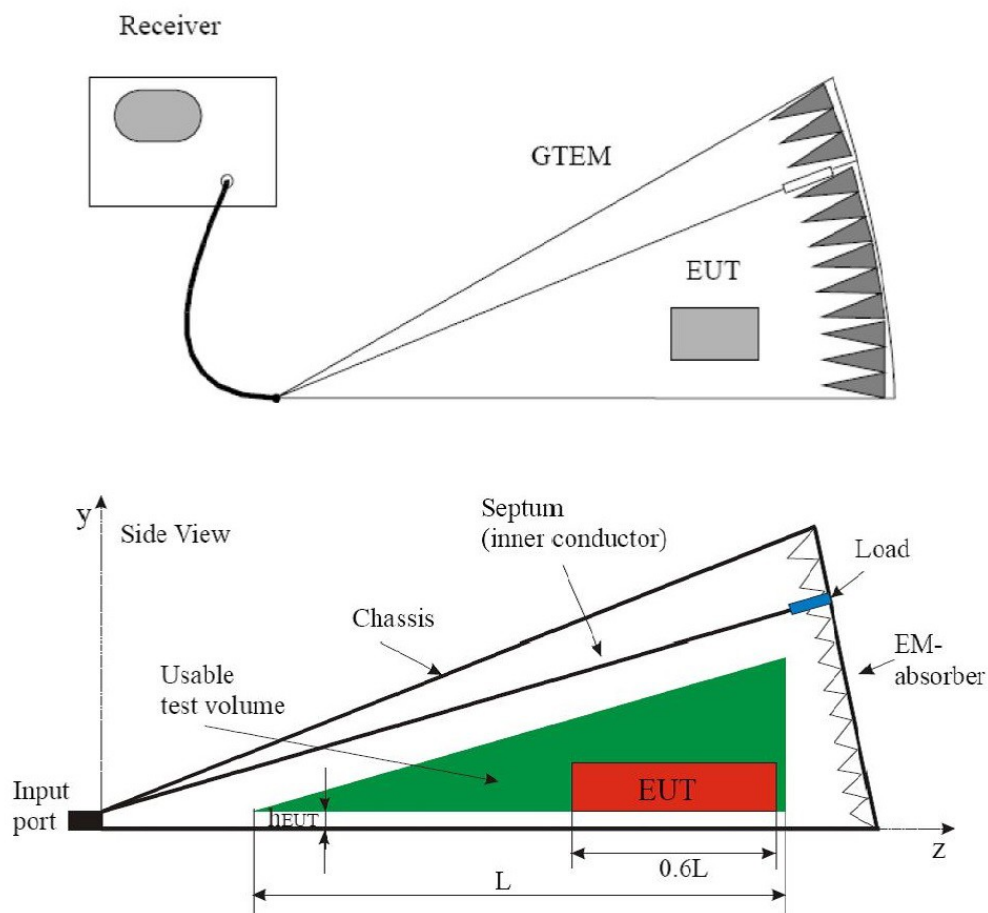 Receiver
GTEM
EUT
y
Side View
Septum
(inner conductor)
Load
Chassis
EM-
absorber
Usable
test volume
Input
port
EUT
hEUT
z
0.6L
L